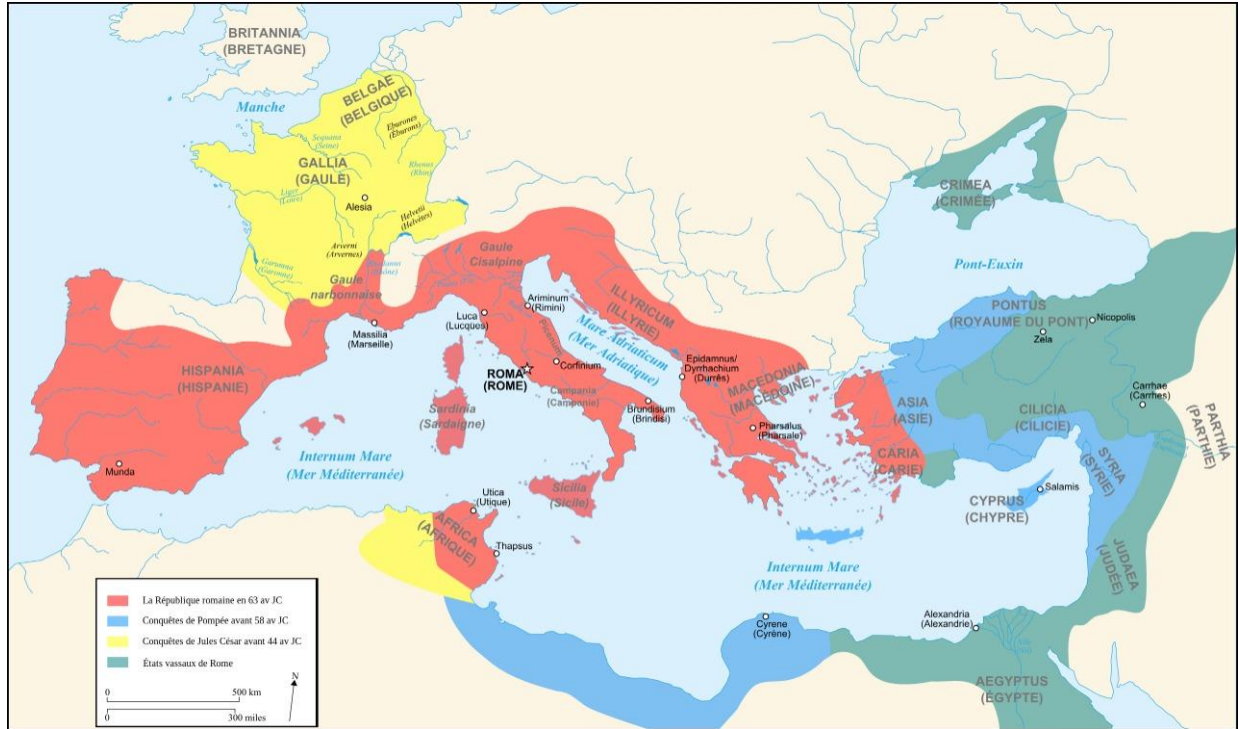 BRITANNIA
(BRETAGNE)
Manche
BELGAE
(BELGIQUE)
Eburones
(Éburons)
Sequana
(Seine)
GALLIA
(GAULE)
Rhenus
(Rhin)
Liger
(Loire)
Alesia
Helvetii
(Helvètes)
Arverni
(Arvernes)
Garumna
(Garonne)
Gaule
narbonnaise
Gaule
Cisalpine
CRIMEA
(CRIMÉE)
Pont-Euxin
HISPANIA
(HISPANIE)
Munda
Massilia
(Marseille)
Luca
(Lucques)
Ariminum
(Rimini)
Picenum
Corfinium
ROMA
(ROME)
Campania
(Campanie)
Sardinia
(Sardaigne)
ILLYRICUM
(ILLYRIE)
Mare Adriaticum
(Mer Adriatique)
Epidamnus/
Dyrrhachium
(Durrës)
Brundisium
(Brindisi)
MACEDONIA
(MACÉDOINE)
Pharsalus
(Pharsale)
ASIA
(ASIE)
CARIA
(CARIE)
PONTUS
(ROYAUME DU PONT)
Nicopolis
Zela
CILICIA
(CILICIE)
Carrhae
(Carrhes)
PARTHIA
(PARTHIE)
SYRIA
(SYRIE)
CYPRUS
(CHYPRE)
Salamis
JUDAEA
(JUDÉE)
Internum Mare
(Mer Méditerranée)
Sicilia
(Sicile)
Utica
(Utique)
AFRICA
(AFRIQUE)
Thapsus
Internum Mare
(Mer Méditerranée)
Cyrene
(Cyrène)
Alexandria
(Alexandrie)
AEGYPTUS
(ÉGYPTE)
La République romaine en 63 av JC
Conquêtes de Pompée avant 58 av JC
Conquêtes de Jules César avant 44 av JC
États vassaux de Rome
N
0 500 km
0 300 miles